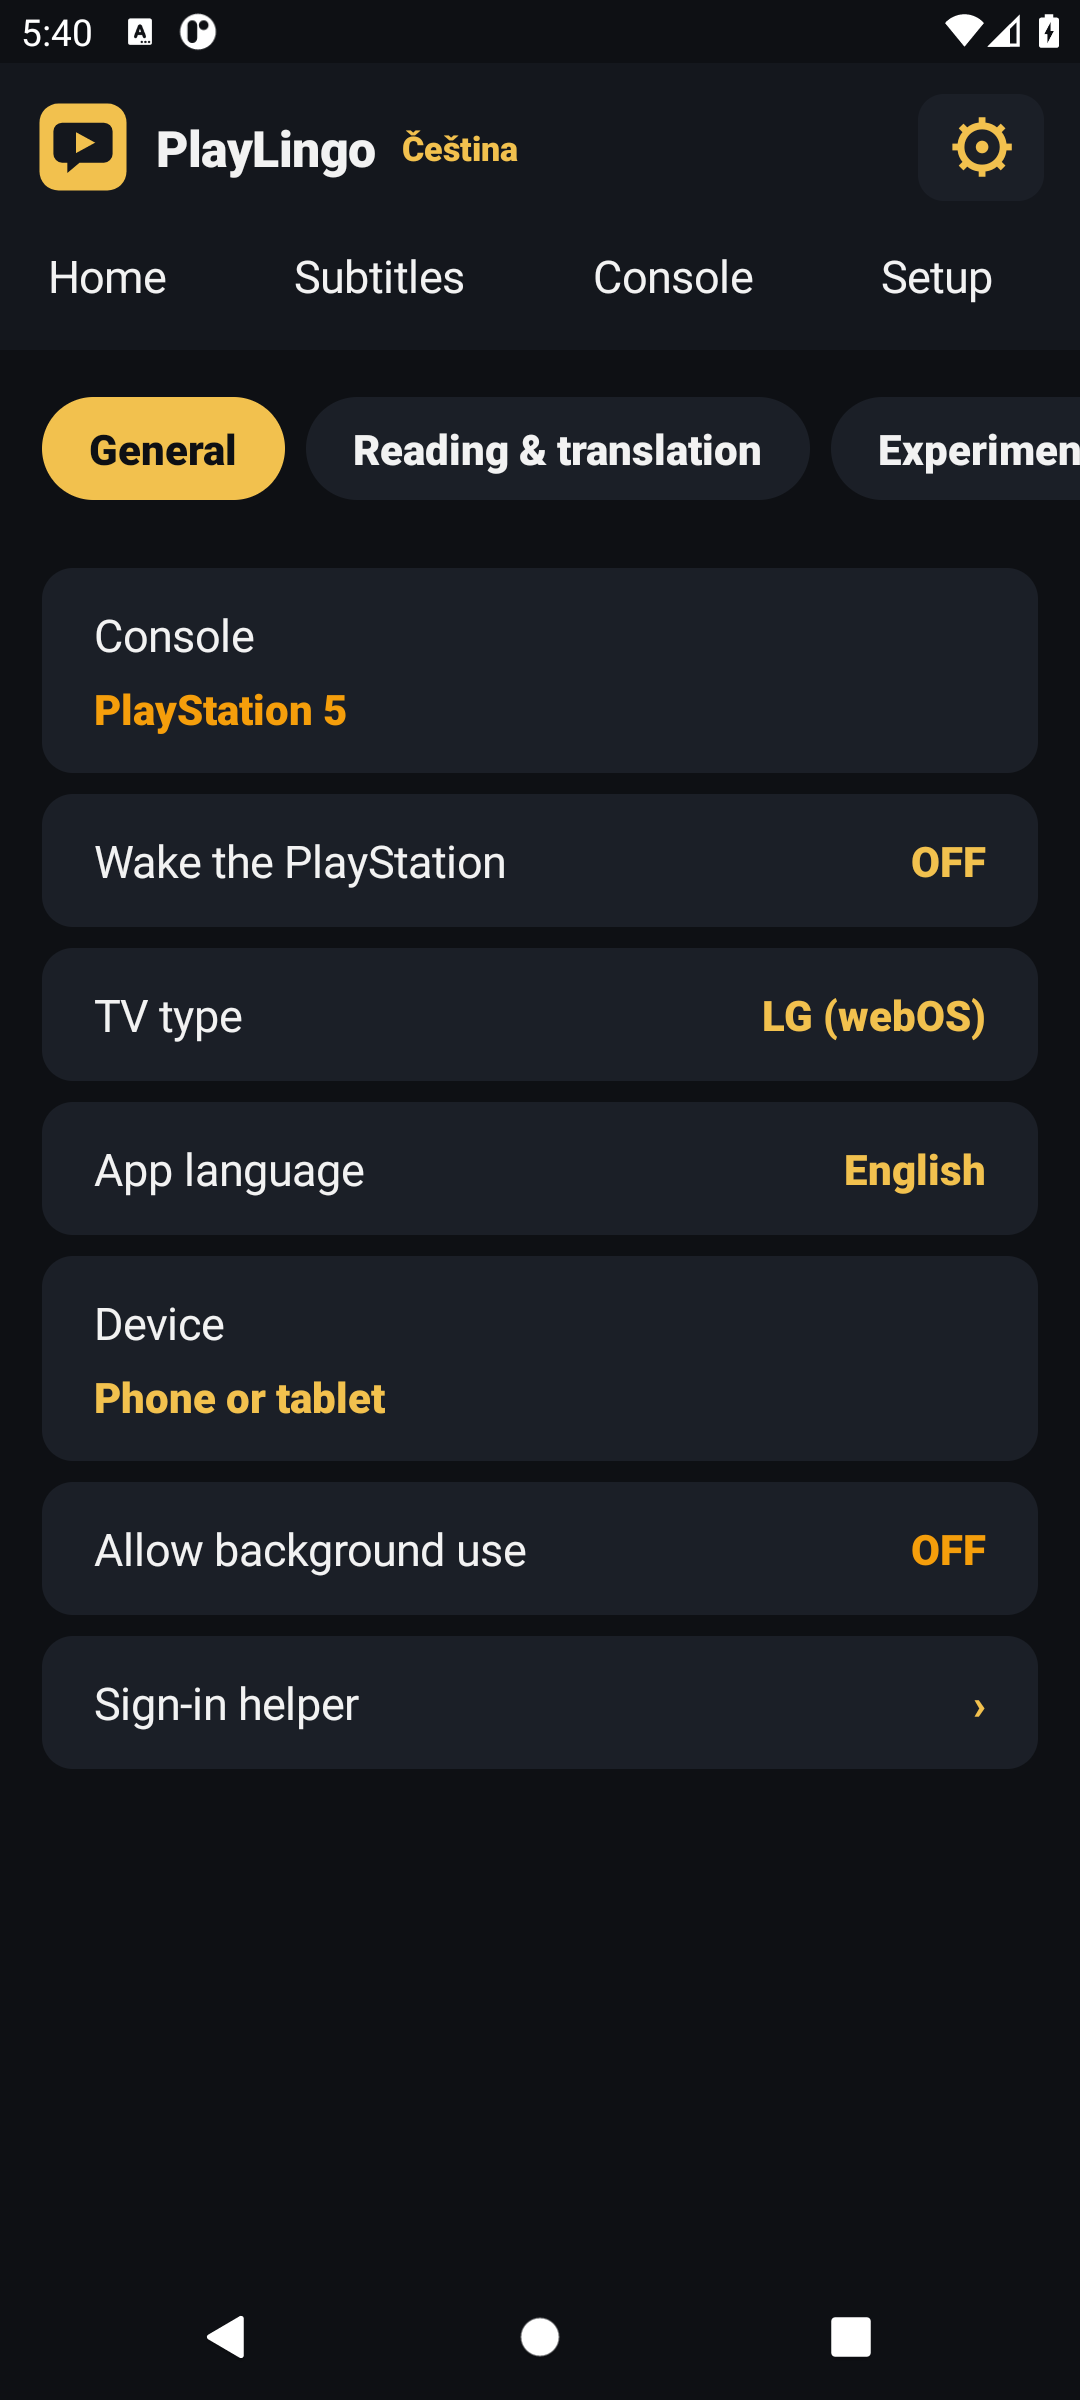 5:40
PlayLingo Čeština
Home Subtitles Console Setup
General Reading & translation Experimen
Console
PlayStation 5
Wake the PlayStation OFF
TV type LG (webOS)
App language English
Device
Phone or tablet
Allow background use OFF
Sign-in helper ›